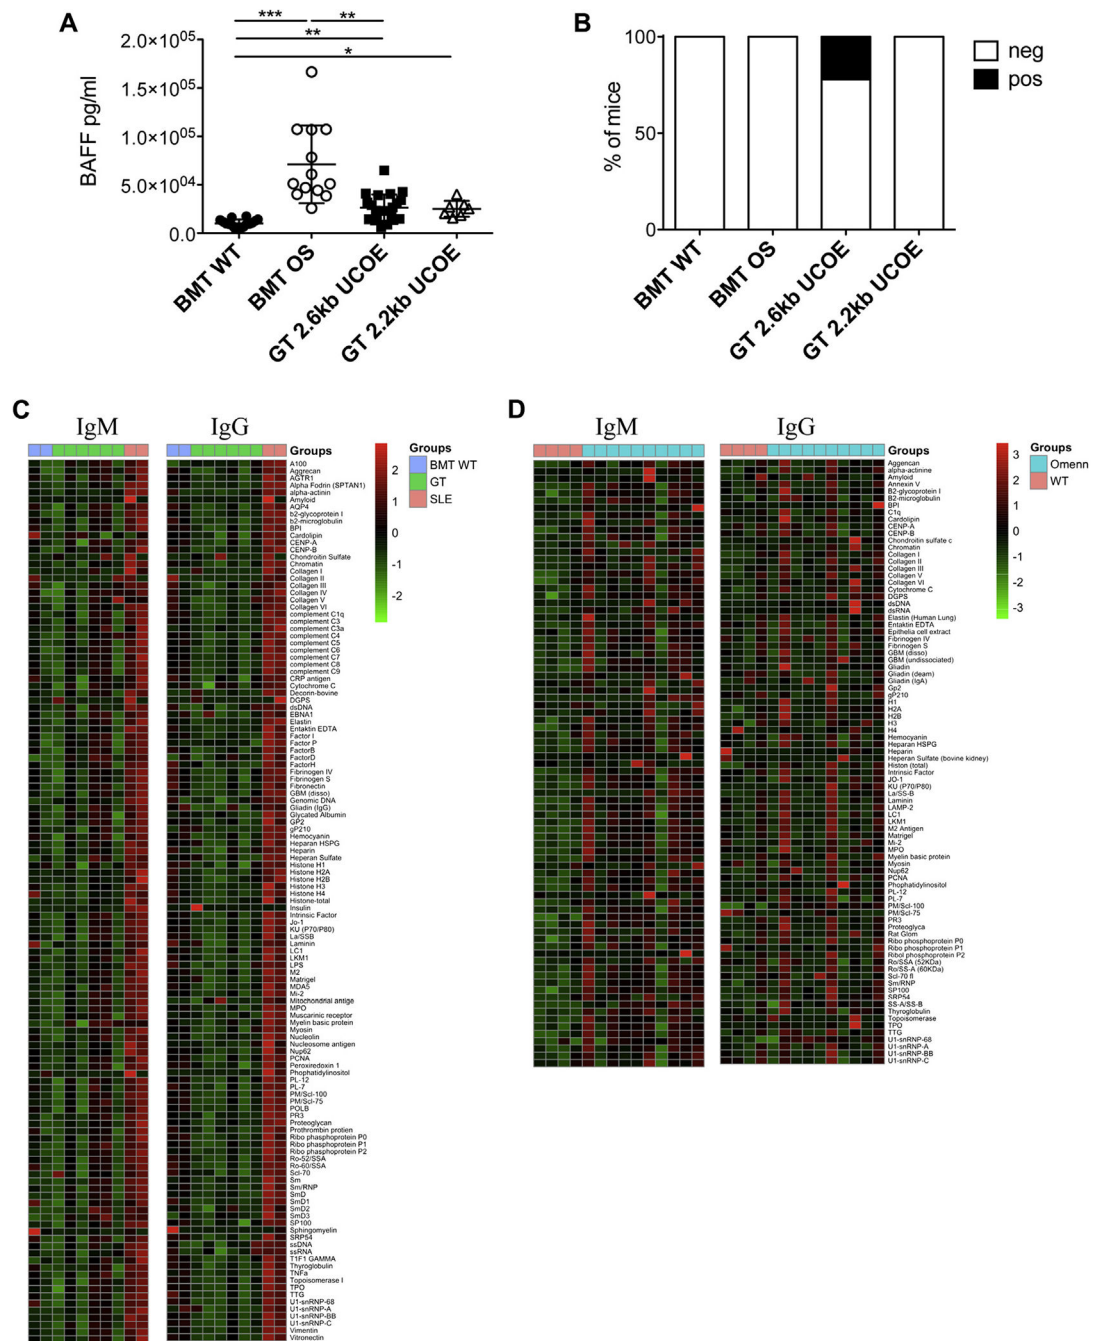 A
***
**
**
*
BAFF pg/ml
2.0×10^05
1.5×10^05
1.0×10^05
5.0×10^04
0.0
BMT WT
BMT OS
GT 2.6kb UCOE
GT 2.2kb UCOE
B
% of mice
100
50
0
neg
pos
BMT WT
BMT OS
GT 2.6kb UCOE
GT 2.2kb UCOE
C
IgM
IgG
Groups
A100
Aggrecan
AGTR1
Alpha Fodrin (SPTAN1)
alpha-actinin
Amyloid
AQP4
b2-glycoprotein I
b2-microglobulin
BPI
Cardolipin
CENP-A
CENP-B
Chondroitin Sulfate
Chromatin
Collagen I
Collagen II
Collagen III
Collagen IV
Collagen V
Collagen VI
complement C1q
complement C3
complement C3a
complement C4
complement C5
complement C6
complement C7
complement C8
complement C9
CRP antigen
Cytochrome C
Decorin-bovine
DGPS
dsDNA
EBNA1
Elastin
Entaktin EDTA
Factor I
Factor P
FactorB
FactorD
FactorH
Fibrinogen IV
Fibrinogen S
Fibronectin
GBM (disso)
Genomic DNA
Gliadin (IgG)
Glycated Albumin
GP2
gP210
Hemocyanin
Heparan HSPG
Heparin
Heperan Sulfate
Histone H1
Histone H2A
Histone H2B
Histone H3
Histone H4
Histone-total
Insulin
Intrinsic Factor
Jo-1
KU (P70/P80)
La/SSB
Laminin
LC1
LKM1
LPS
M2
Matrigel
MDA5
Mi-2
Mitochondrial antige
MPO
Muscarinic receptor
Myelin basic protein
Myosin
Nucleolin
Nucleosome antigen
Nup62
PCNA
Peroxiredoxin 1
Phophatidylinositol
PL-12
PL-7
PM/Scl-100
PM/Scl-75
POLB
PR3
Proteoglycan
Prothrombin protien
Ribo phasphoprotein P0
Ribo phasphoprotein P1
Ribo phasphoprotein P2
Ro-52/SSA
Ro-60/SSA
Scl-70
Sm
Sm/RNP
SmD
SmD1
SmD2
SmD3
SP100
Sphingomyelin
SRP54
ssDNA
ssRNA
T1F1 GAMMA
Thyroglobulin
TNFa
Topoisomerase I
TPO
TTG
U1-snRNP-68
U1-snRNP-A
U1-snRNP-BB
U1-snRNP-C
Vimentin
Vitronectin
2
1
0
-1
-2
Groups
BMT WT
GT
SLE
D
IgM
IgG
Groups
Aggencan
alpha-actinine
Amyloid
Annexin V
B2-glycoprotein I
B2-microglobulin
BPI
C1q
Cardolipin
CENP-A
CENP-B
Chondroitin sulfate c
Chromatin
Collagen I
Collagen II
Collagen III
Collagen V
Collagen VI
Cytochrome C
DGPS
dsDNA
dsRNA
Elastin (Human Lung)
Entaktin EDTA
Epithelia cell extract
Fibrinogen IV
Fibrinogen S
GBM (disso)
GBM (undissociated)
Gliadin
Gliadin (deam)
Gliadin (IgA)
Gp2
gP210
H1
H2A
H2B
H3
H4
Hemocyanin
Heparan HSPG
Heparin
Heperan Sulfate (bovine kidney)
Histon (total)
Intrinsic Factor
JO-1
KU (P70/P80)
La/SS-B
Laminin
LAMP-2
LC1
LKM1
M2 Antigen
Matrigel
Mi-2
MPO
Myelin basic protein
Myosin
Nup62
PCNA
Phophatidylinositol
PL-12
PL-7
PM/Scl-100
PM/Scl-75
PR3
Proteoglyca
Rat Glom
Ribo phosphoprotein P0
Ribo phosphoprotein P1
Ribol phosphoprotein P2
Ro/SSA (52KDa)
Ro/SS-A (60KDa)
Scl-70 fl
Sm/RNP
SP100
SRP54
SS-A/SS-B
Thyroglobulin
Topoisomerase
TPO
TTG
U1-snRNP-68
U1-snRNP-A
U1-snRNP-BB
U1-snRNP-C
3
2
1
0
-1
-2
-3
Groups
Omenn
WT